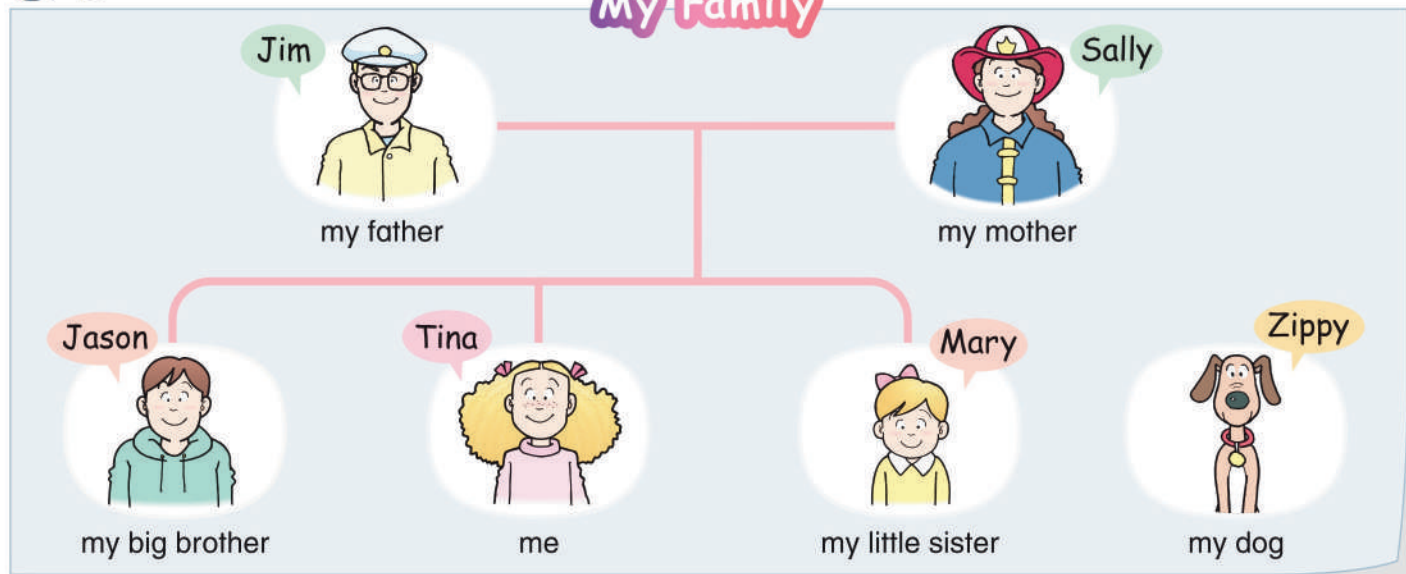 My Family
Jim
Sally
my father
my mother
Jason
Tina
Mary
Zippy
my big brother
me
my little sister
my dog